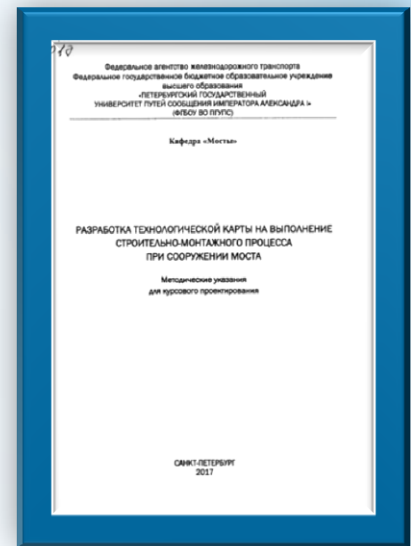 Федеральное агентство железнодорожного транспорта
Федеральное государственное бюджетное образовательное учреждение
высшего образования
«ПЕТЕРБУРГСКИЙ ГОСУДАРСТВЕННЫЙ
УНИВЕРСИТЕТ ПУТЕЙ СООБЩЕНИЯ ИМПЕРАТОРА АЛЕКСАНДРА I»
(ФГБОУ ВО ПГУПС)
Кафедра «Мосты»
РАЗРАБОТКА ТЕХНОЛОГИЧЕСКОЙ КАРТЫ НА ВЫПОЛНЕНИЕ
СТРОИТЕЛЬНО-МОНТАЖНОГО ПРОЦЕССА
ПРИ СООРУЖЕНИИ МОСТА
Методические указания
для курсового проектирования
САНКТ-ПЕТЕРБУРГ
2017